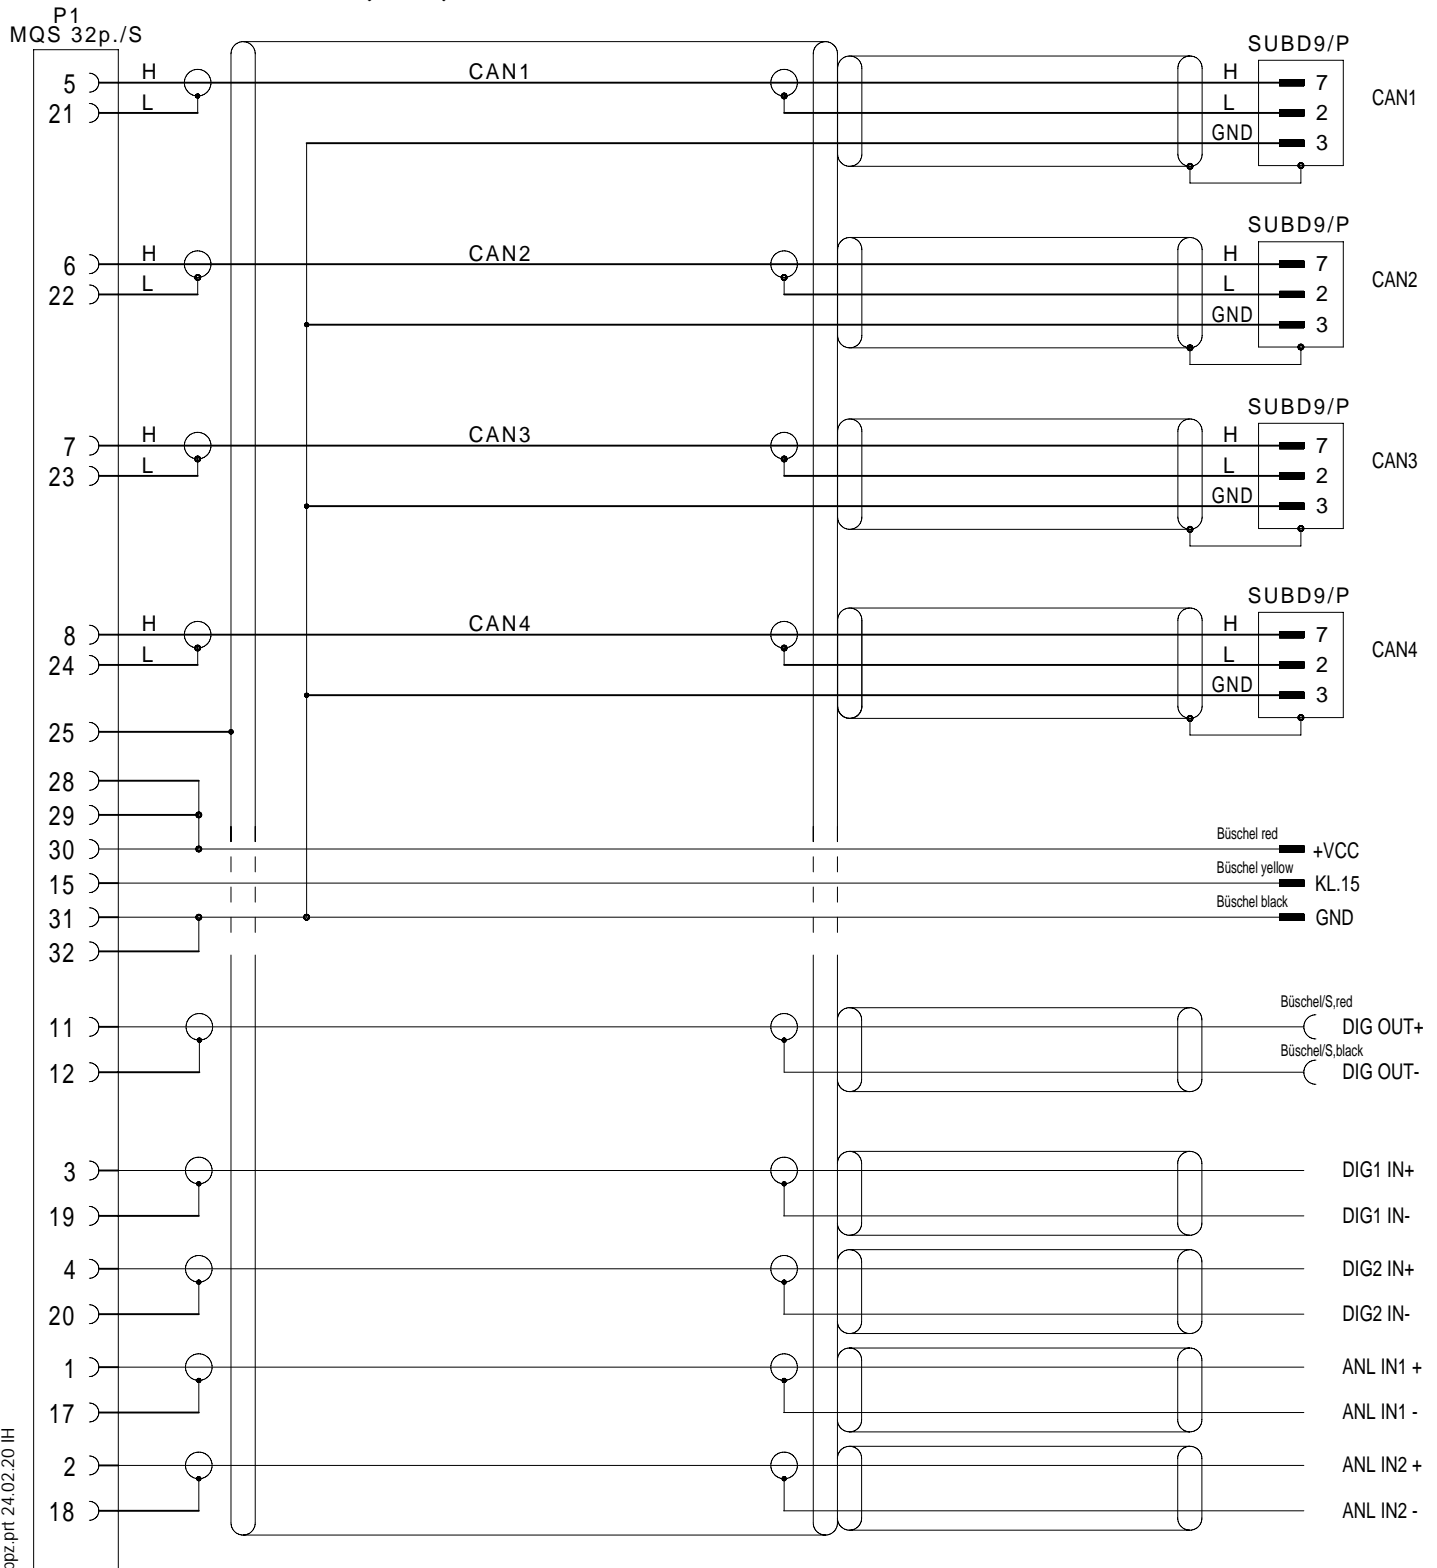 P1
MQS 32p./S
SUBD9/P
5 H CAN1 H 7
CAN1
21 L L 2
GND 3
SUBD9/P
6 H CAN2 H 7
CAN2
22 L L 2
GND 3
SUBD9/P
7 H CAN3 H 7
CAN3
23 L L 2
GND 3
SUBD9/P
8 H CAN4 H 7
CAN4
24 L L 2
GND 3
25
28
29
Büschel red
30 +VCC
Büschel yellow
15 KL.15
Büschel black
31 GND
32
Büschel/S,red
11 DIG OUT+
Büschel/S,black
12 DIG OUT-
3 DIG1 IN+
19 DIG1 IN-
4 DIG2 IN+
20 DIG2 IN-
1 ANL IN1 +
17 ANL IN1 -
2 ANL IN2 +
18 ANL IN2 -
24.02.20 IH